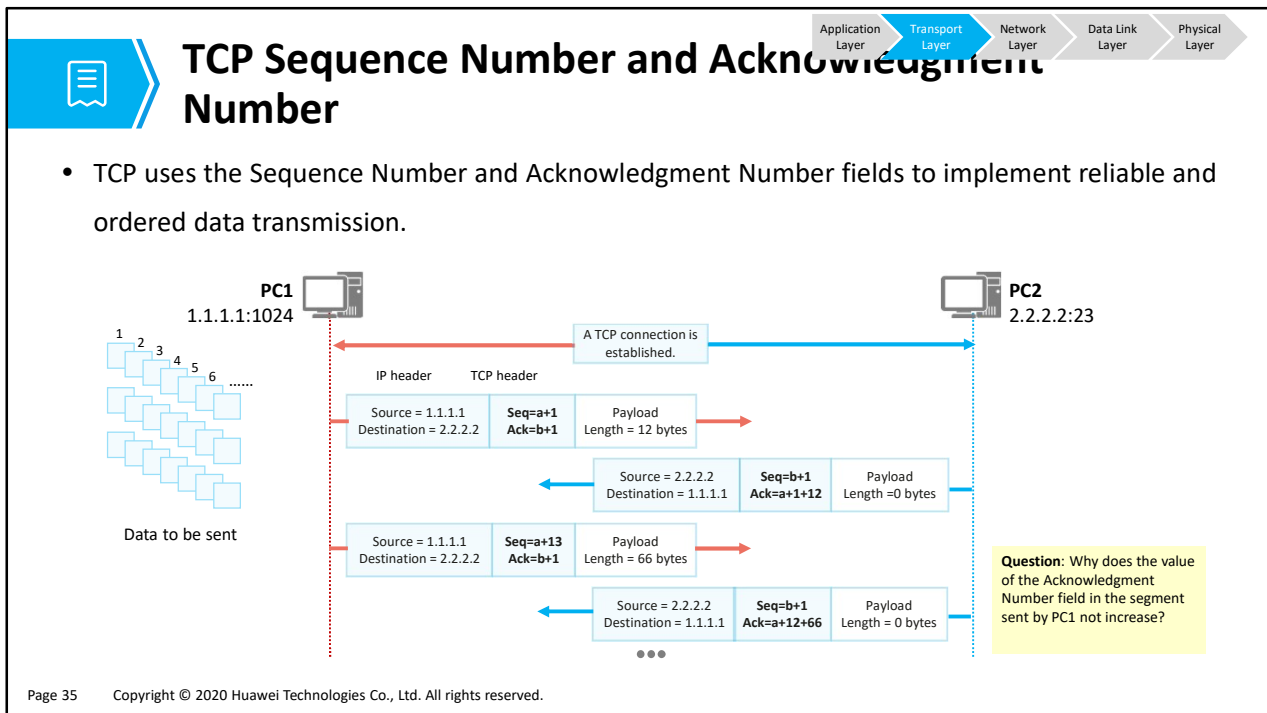 Application Layer
Transport Layer
Network Layer
Data Link Layer
Physical Layer
TCP Sequence Number and Acknowledgment
Number
• TCP uses the Sequence Number and Acknowledgment Number fields to implement reliable and
ordered data transmission.
PC1
1.1.1.1:1024
PC2
2.2.2.2:23
1
2
3
4
5
6
......
Data to be sent
A TCP connection is
established.
IP header
TCP header
Source = 1.1.1.1
Destination = 2.2.2.2
Seq=a+1
Ack=b+1
Payload
Length = 12 bytes
Source = 2.2.2.2
Destination = 1.1.1.1
Seq=b+1
Ack=a+1+12
Payload
Length =0 bytes
Source = 1.1.1.1
Destination = 2.2.2.2
Seq=a+13
Ack=b+1
Payload
Length = 66 bytes
Source = 2.2.2.2
Destination = 1.1.1.1
Seq=b+1
Ack=a+12+66
Payload
Length = 0 bytes
Question: Why does the value
of the Acknowledgment
Number field in the segment
sent by PC1 not increase?
Page 35 Copyright © 2020 Huawei Technologies Co., Ltd. All rights reserved.